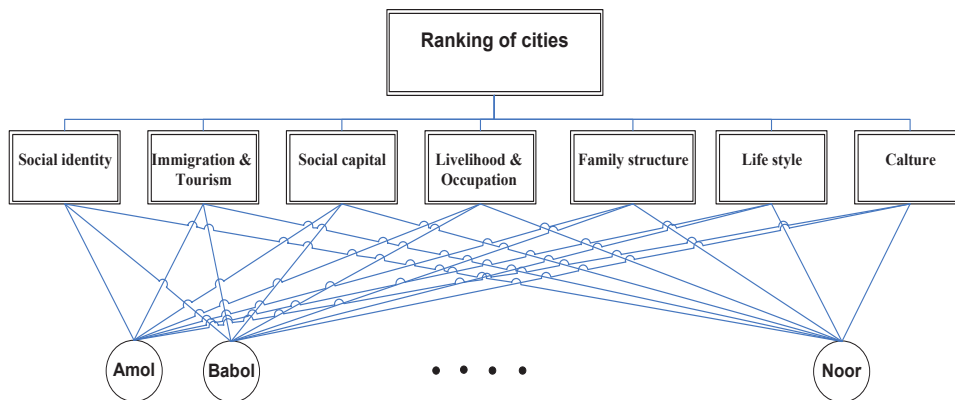 Ranking of cities
Social identity
Immigration &
Tourism
Social capital
Livelihood &
Occupation
Family structure
Life style
Calture
Amol
Babol
Noor